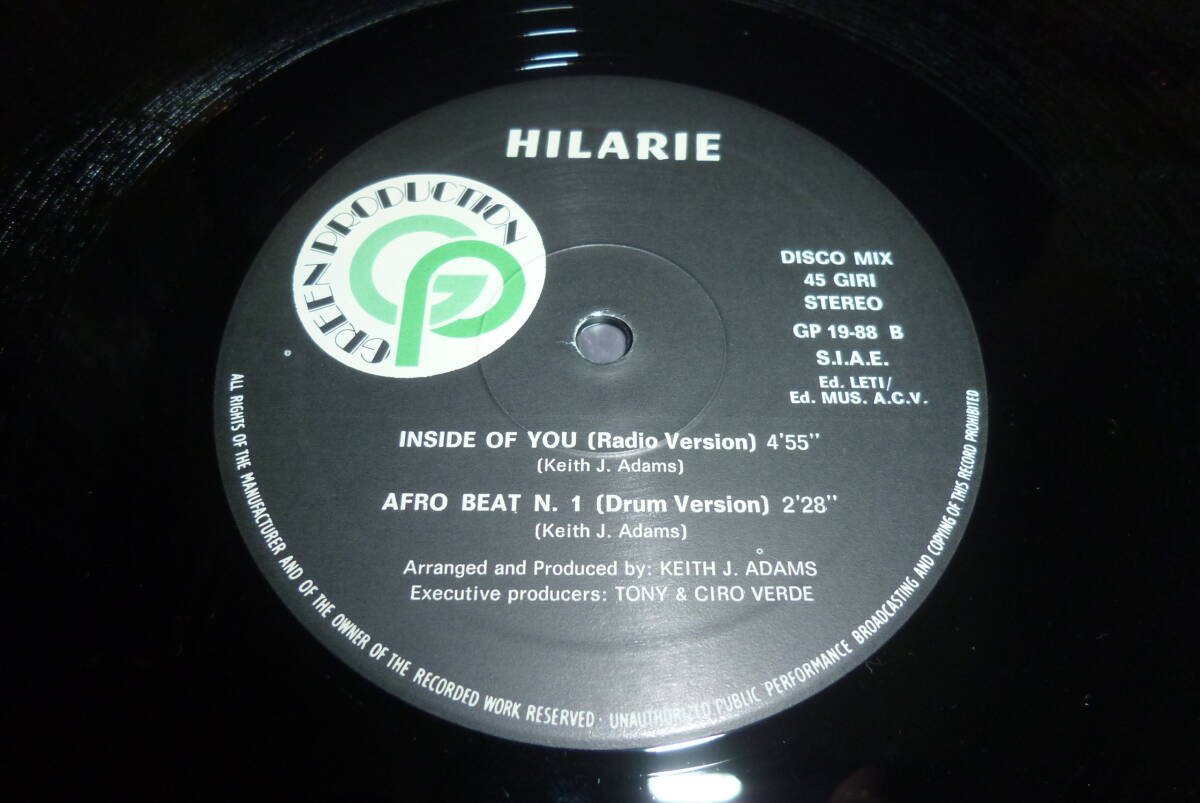 HILARIE
GREEN PRODUCTION
GP
DISCO MIX
45 GIRI
STEREO
GP 19-88 B
S.I.A.E.
Ed. LETI/
Ed. MUS. A.C.V.
INSIDE OF YOU (Radio Version) 4'55"
(Keith J. Adams)
AFRO BEAT N. 1 (Drum Version) 2'28"
(Keith J. Adams)
Arranged and Produced by: KEITH J. ADAMS
Executive producers: TONY & CIRO VERDE
ALL RIGHTS OF THE MANUFACTURER AND OF THE OWNER OF THE RECORDED WORK RESERVED · UNAUTHORIZED PUBLIC PERFORMANCE BROADCASTING AND COPYING OF THIS RECORD PROHIBITED